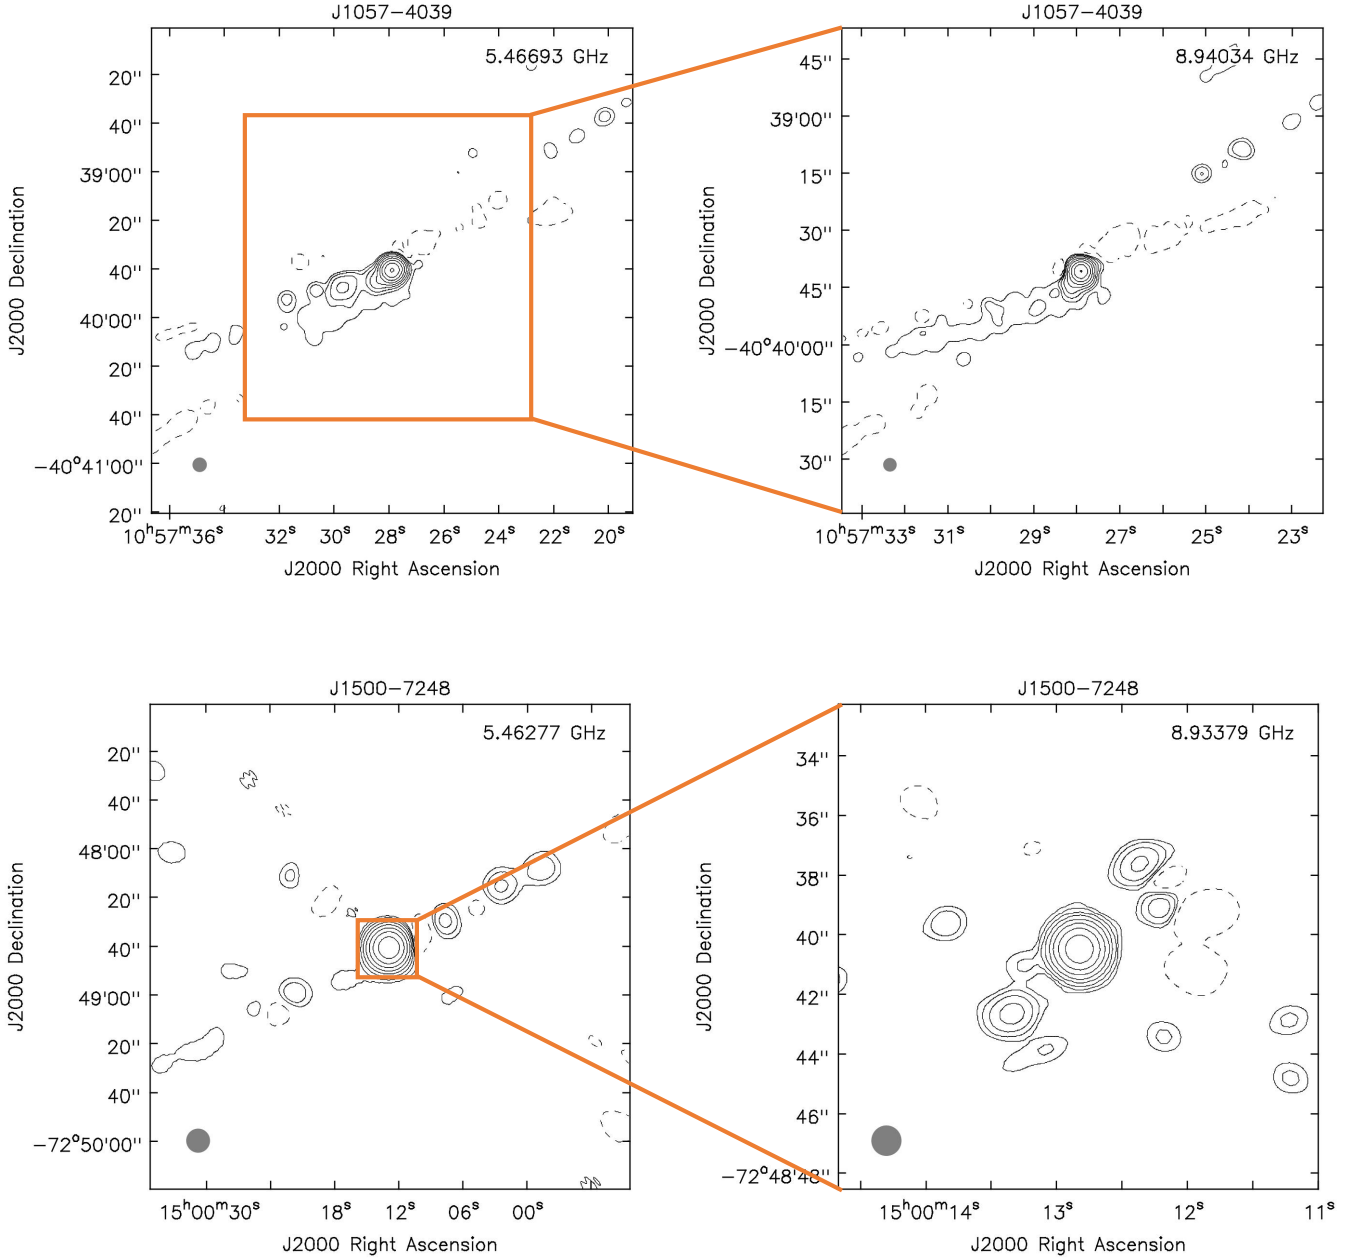 J1057-4039
5.46693 GHz
20''
40''
39'00''
20''
40''
40'00''
20''
40''
-40°41'00''
20''
10ʰ57ᵐ36ˢ 32ˢ 30ˢ 28ˢ 26ˢ 24ˢ 22ˢ 20ˢ
J2000 Right Ascension
J2000 Declination
J1057-4039
8.94034 GHz
45''
39'00''
15''
30''
45''
-40°40'00''
15''
30''
10ʰ57ᵐ33ˢ 31ˢ 29ˢ 27ˢ 25ˢ 23ˢ
J2000 Right Ascension
J2000 Declination
J1500-7248
5.46277 GHz
20''
40''
48'00''
20''
40''
49'00''
20''
40''
-72°50'00''
15ʰ00ᵐ30ˢ 18ˢ 12ˢ 06ˢ 00ˢ
J2000 Right Ascension
J2000 Declination
J1500-7248
8.93379 GHz
34''
36''
38''
40''
42''
44''
46''
-72°48'48''
15ʰ00ᵐ14ˢ 13ˢ 12ˢ 11ˢ
J2000 Right Ascension
J2000 Declination